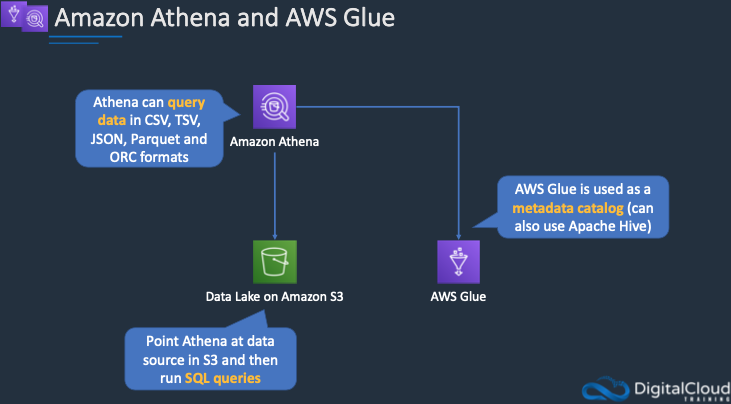 Amazon Athena and AWS Glue
Athena can query
data in CSV, TSV,
JSON, Parquet and
ORC formats
Amazon Athena
AWS Glue is used as a
metadata catalog (can
also use Apache Hive)
Data Lake on Amazon S3
AWS Glue
Point Athena at data
source in S3 and then
run SQL queries
DigitalCloud
TRAINING